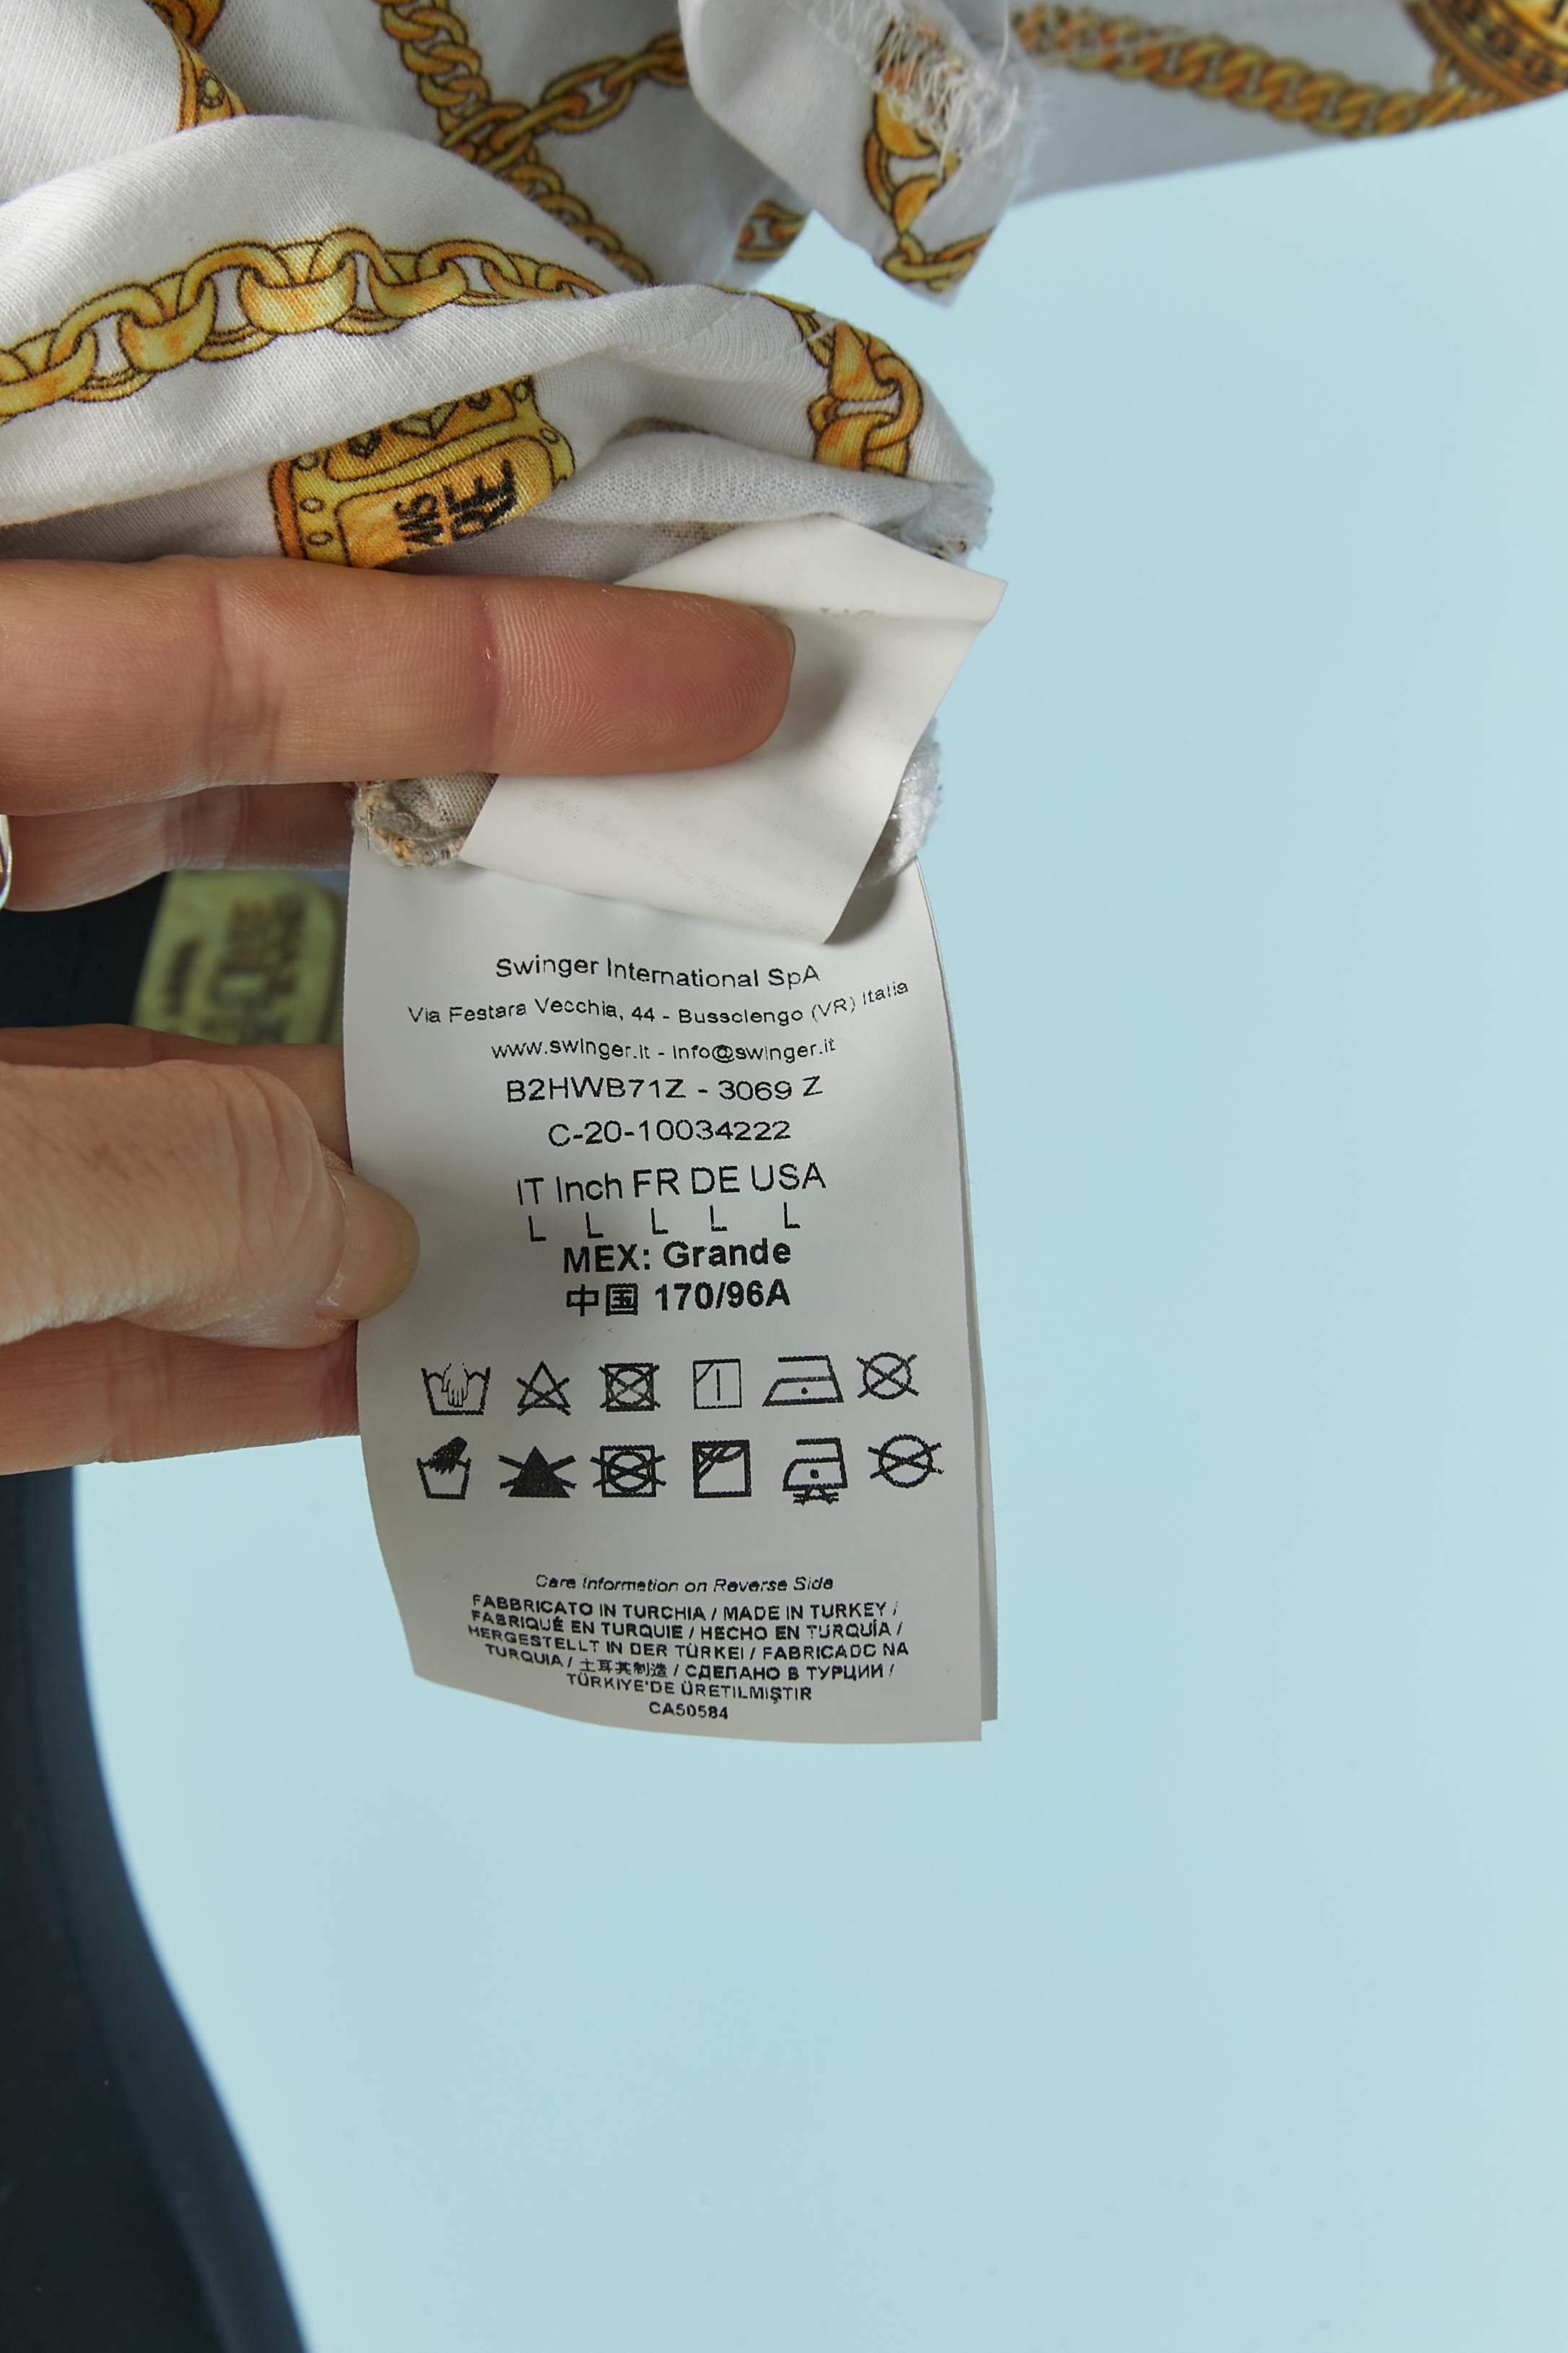 Swinger International SpA
Via Festara Vecchia, 44 - Bussolengo (VR) Italia
www.swinger.it - info@swinger.it
B2HWB71Z - 3069 Z
C-20-10034222
IT Inch FR DE USA
L L L L L
MEX: Grande
中国 170/96A
Care Information on Reverse Side
FABBRICATO IN TURCHIA / MADE IN TURKEY /
FABRIQUÉ EN TURQUIE / HECHO EN TURQUÍA /
HERGESTELLT IN DER TÜRKEI / FABRICADO NA
TURQUIA / 土耳其制造 / СДЕЛАНО В ТУРЦИИ /
TÜRKIYE'DE ÜRETILMIŞTIR
CA50584